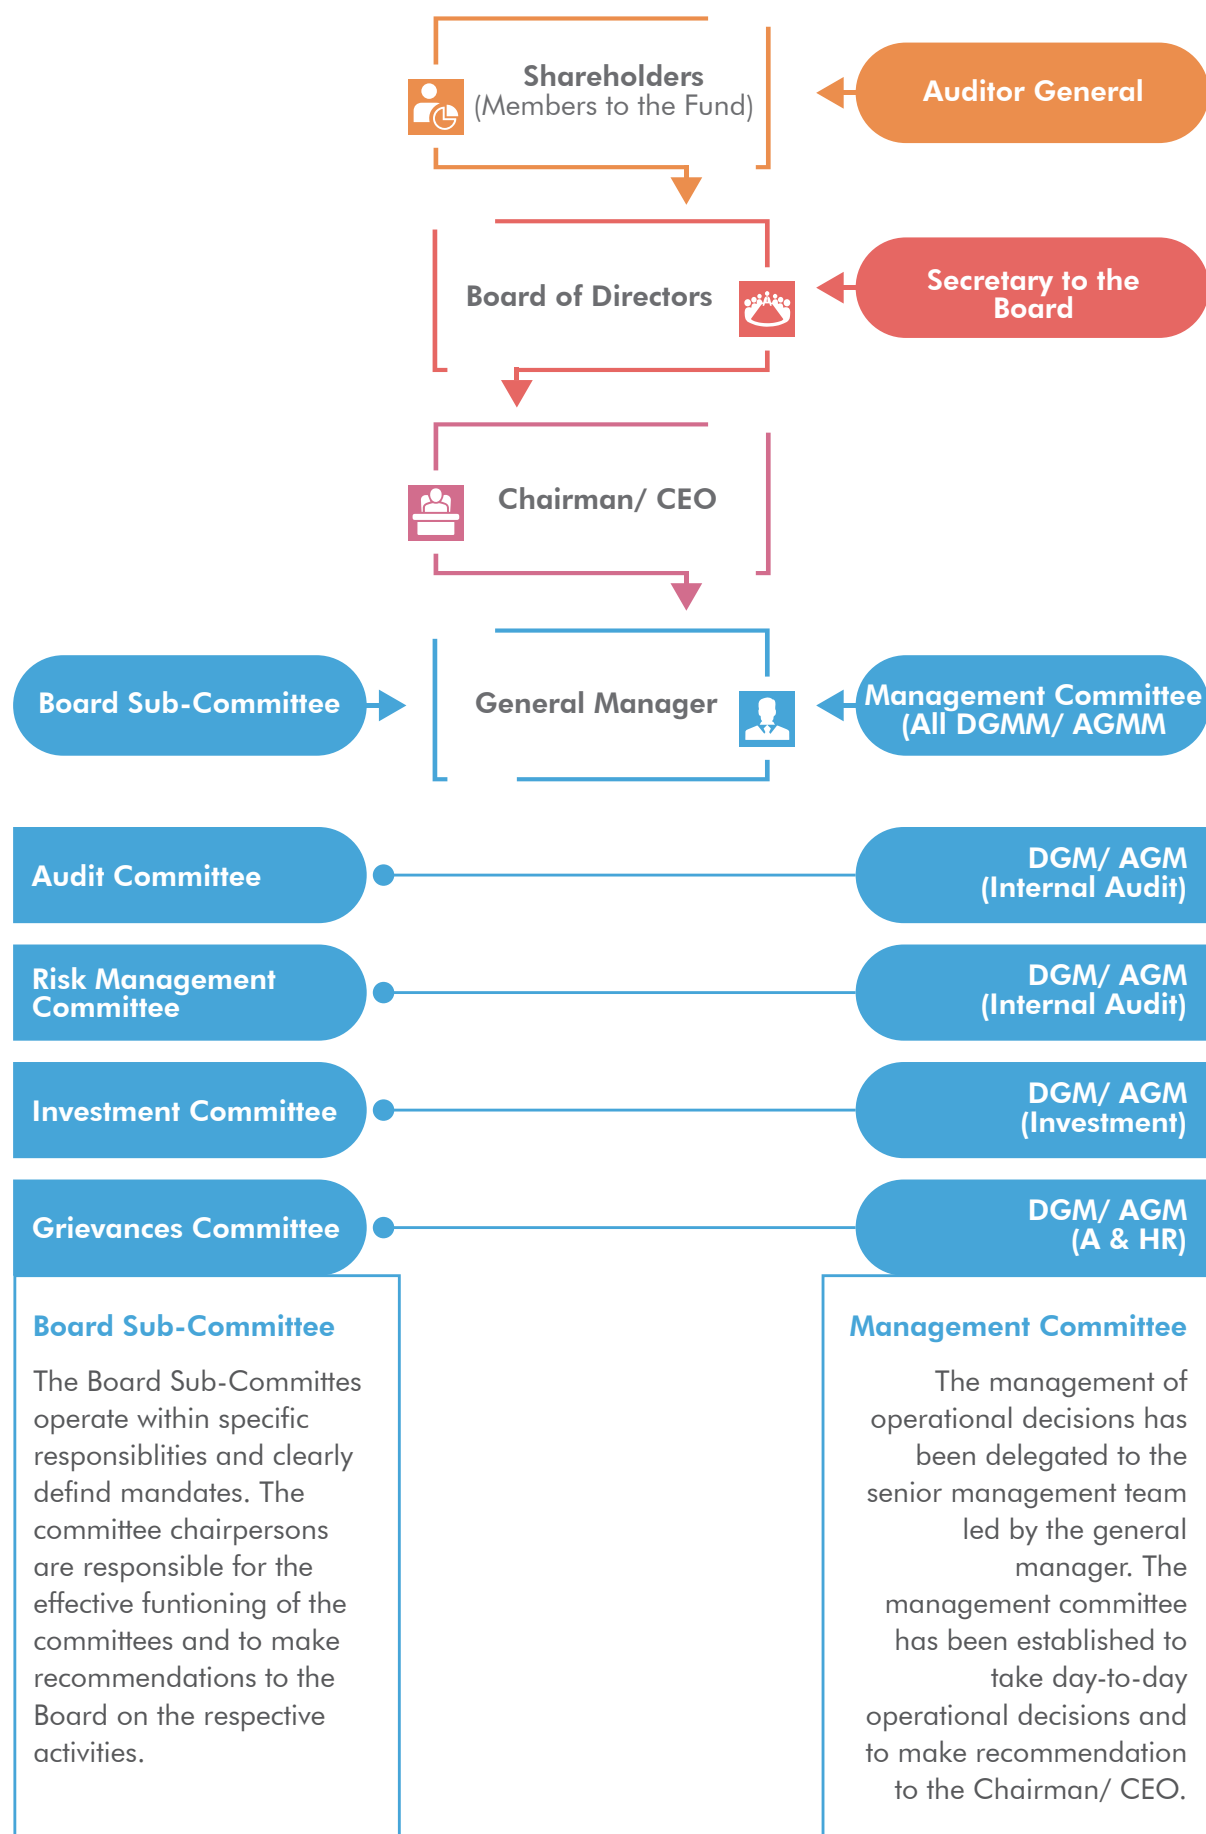 Shareholders
(Members to the Fund)
Auditor General
Board of Directors
Secretary to the
Board
Chairman/ CEO
Board Sub-Committee
General Manager
Management Committee
(All DGMM/ AGMM
Audit Committee
DGM/ AGM
(Internal Audit)
Risk Management
Committee
DGM/ AGM
(Internal Audit)
Investment Committee
DGM/ AGM
(Investment)
Grievances Committee
DGM/ AGM
(A & HR)
Board Sub-Committee
The Board Sub-Committes
operate within specific
responsiblities and clearly
defind mandates. The
committee chairpersons
are responsible for the
effective funtioning of the
committees and to make
recommendations to the
Board on the respective
activities.
Management Committee
The management of
operational decisions has
been delegated to the
senior management team
led by the general
manager. The
management committee
has been established to
take day-to-day
operational decisions and
to make recommendation
to the Chairman/ CEO.